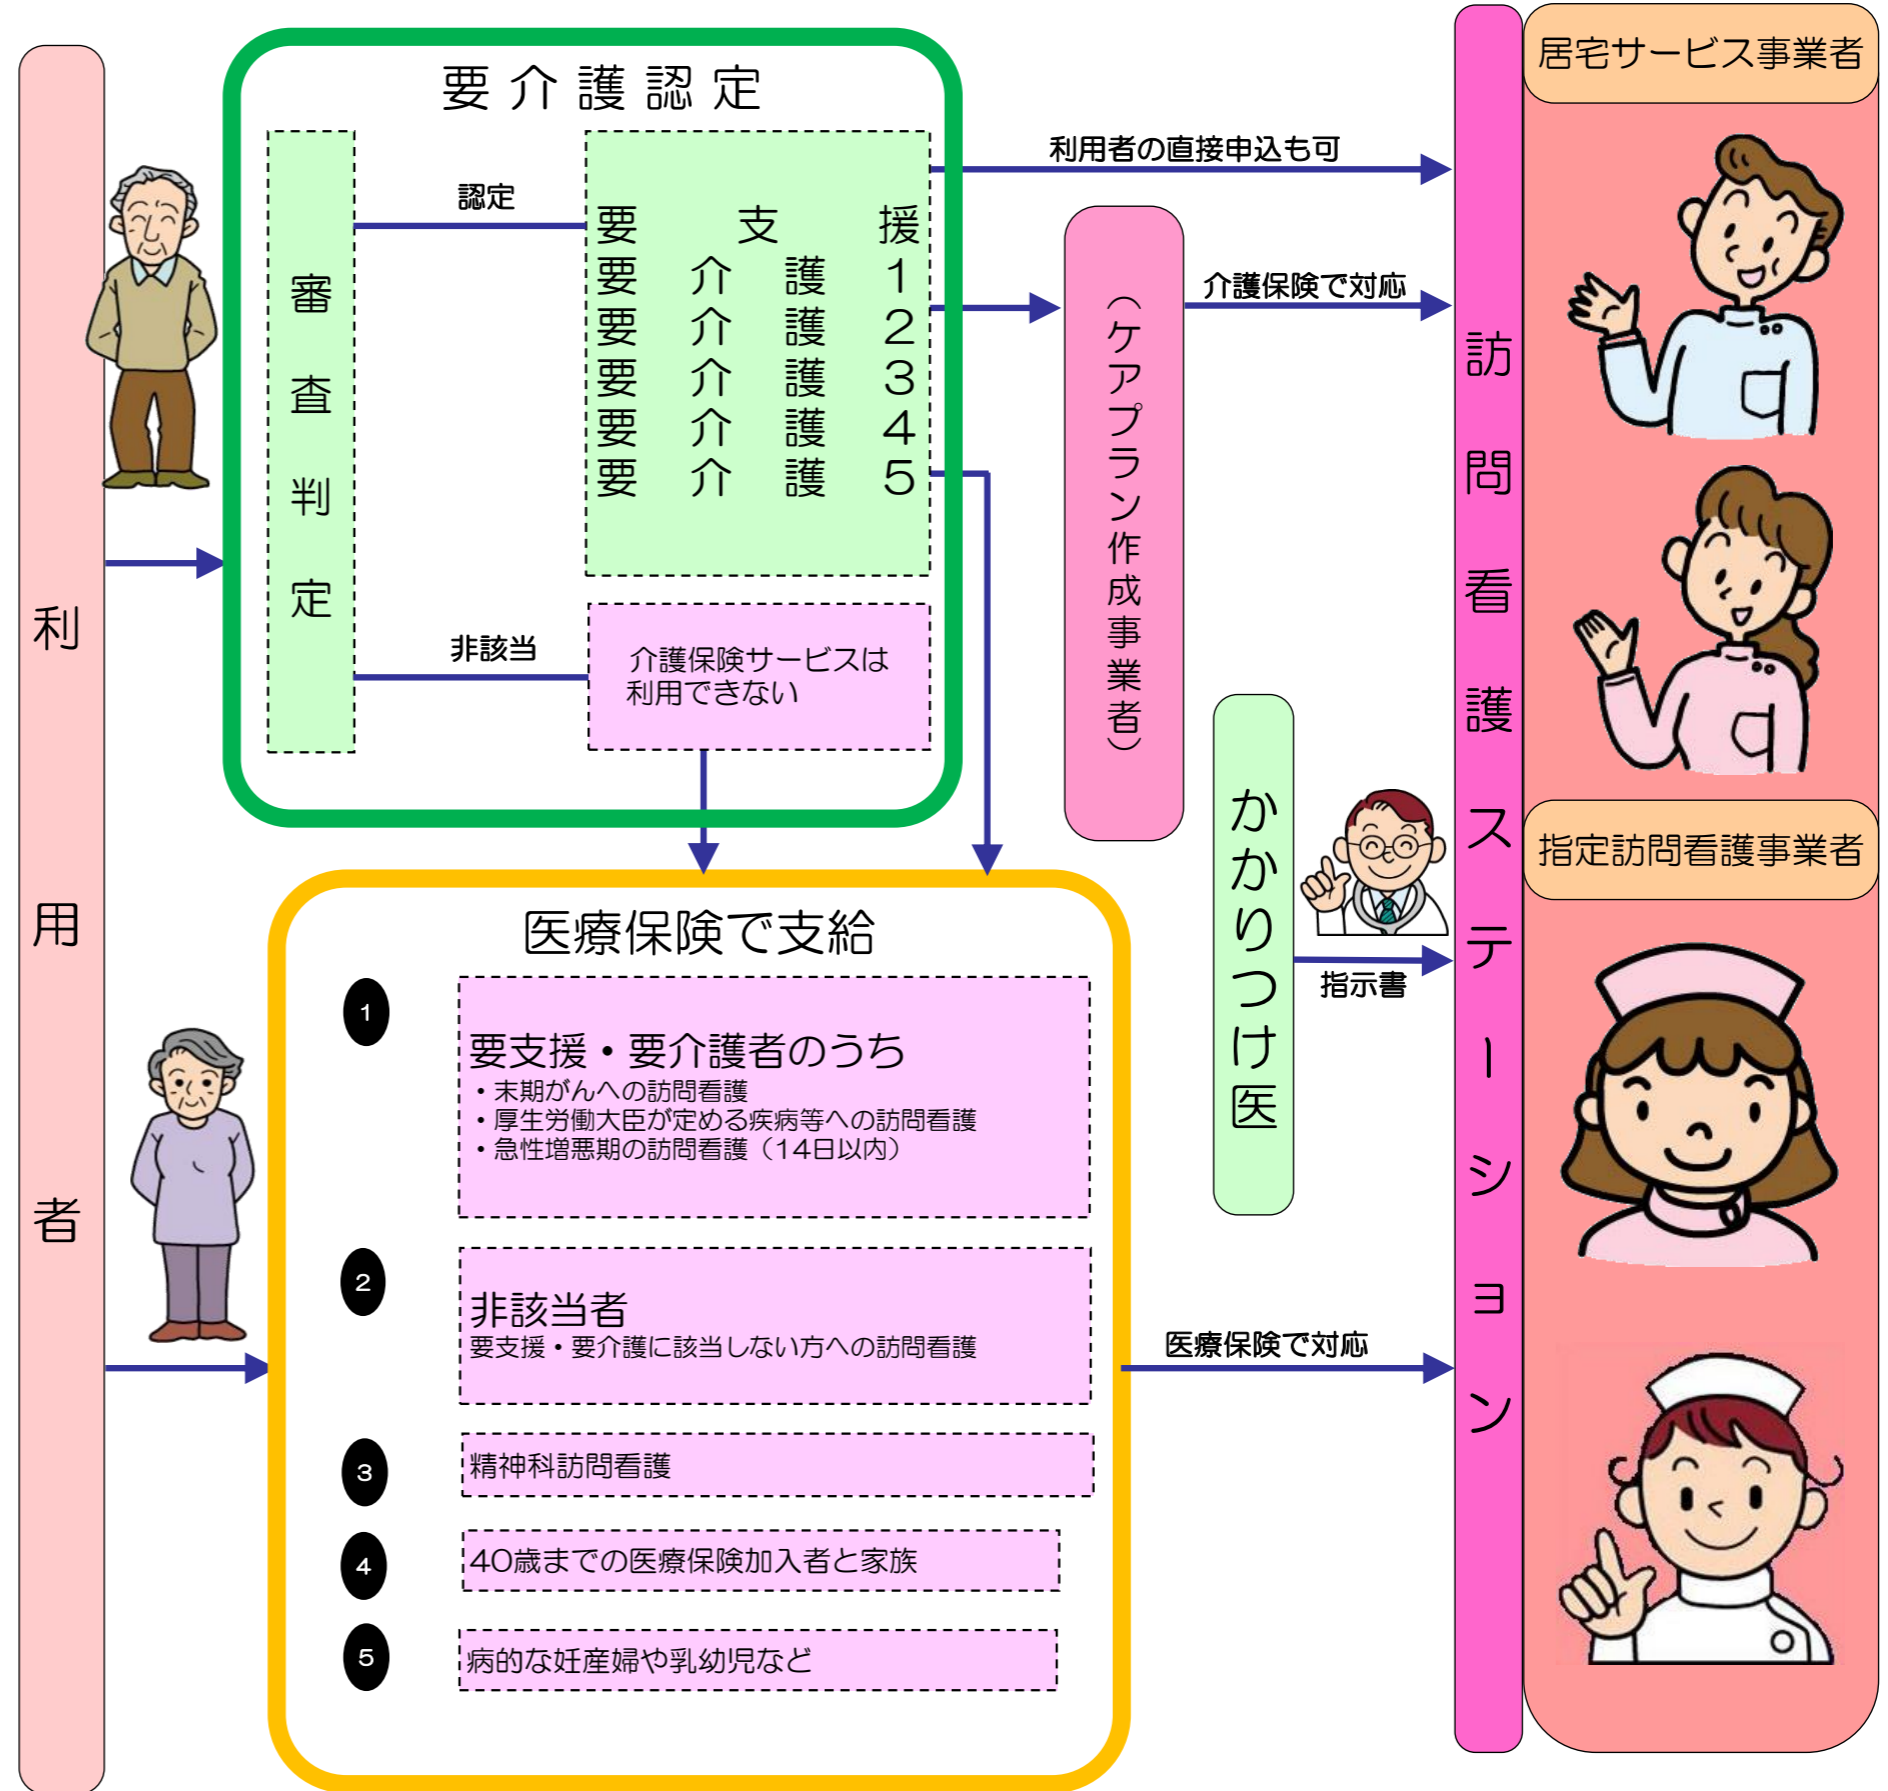 利用者
要介護認定
審査判定
認定
要支援
要介護1
要介護2
要介護3
要介護4
要介護5
非該当
介護保険サービスは
利用できない
利用者の直接申込も可
(ケアプラン作成事業者)
介護保険で対応
かかりつけ医
指示書
医療保険で支給
1
要支援・要介護者のうち
・末期がんへの訪問看護
・厚生労働大臣が定める疾病等への訪問看護
・急性増悪期の訪問看護（14日以内）
2
非該当者
要支援・要介護に該当しない方への訪問看護
3
精神科訪問看護
4
40歳までの医療保険加入者と家族
5
病的な妊産婦や乳幼児など
医療保険で対応
訪問看護ステーション
居宅サービス事業者
指定訪問看護事業者